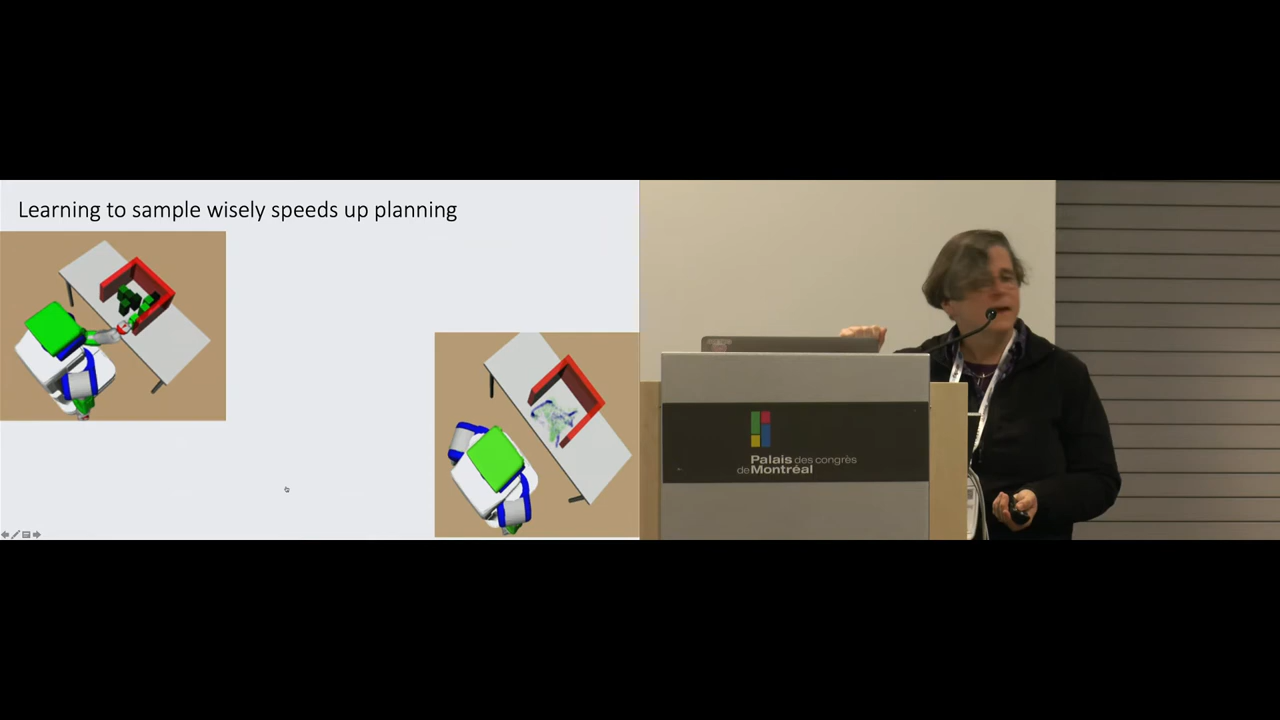 Learning to sample wisely speeds up planning
Palais des congrès
de Montréal